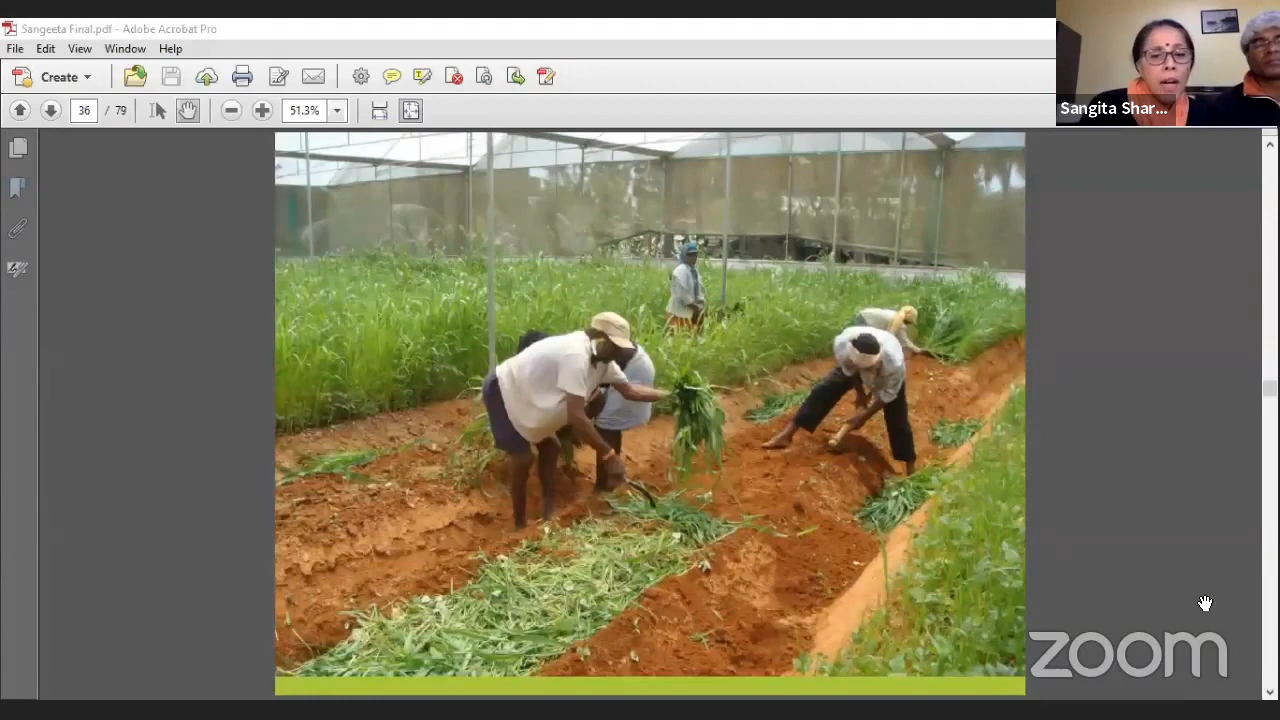 Sangeeta Final.pdf - Adobe Acrobat Pro
File Edit View Window Help
Create
36 / 79
51.3%
Sangita Shar...
zoom